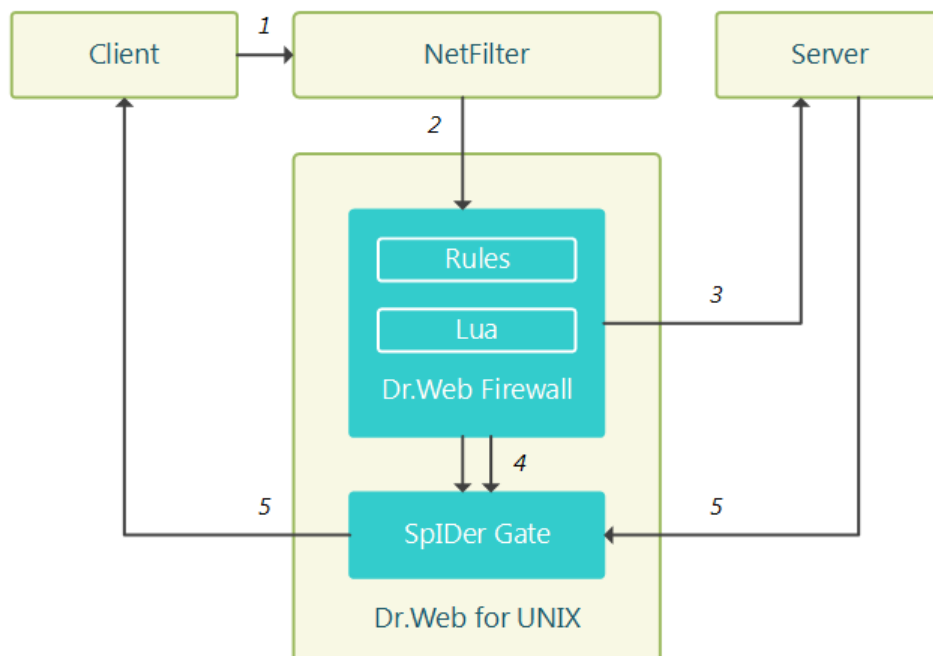 Client
1
NetFilter
Server
2
Rules
3
Lua
Dr.Web Firewall
4
5
5
SpIDer Gate
Dr.Web for UNIX